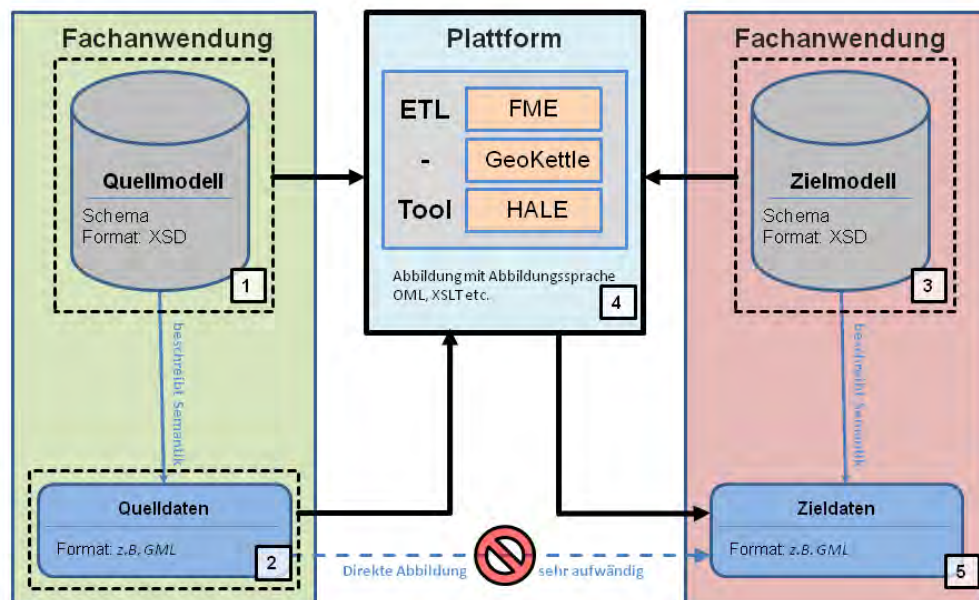 Fachanwendung
Quellmodell
Schema
Format: XSD
1
beschreibt Semantik
Quelldaten
Format: z.B. GML
2
Plattform
ETL
-
Tool
FME
GeoKettle
HALE
Abbildung mit Abbildungssprache
OML, XSLT etc.
4
Direkte Abbildung
sehr aufwändig
Fachanwendung
Zielmodell
Schema
Format: XSD
3
beschreibt Semantik
Zieldaten
Format: z.B. GML
5